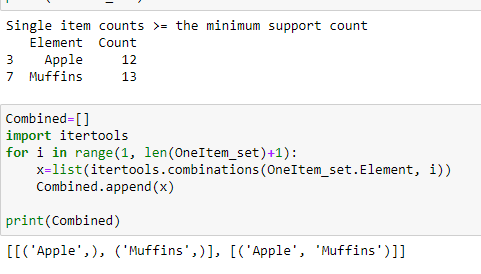 Single item counts >= the minimum support count
   Element  Count
3    Apple     12
7  Muffins     13
Combined=[]
import itertools
for i in range(1, len(OneItem_set)+1):
    x=list(itertools.combinations(OneItem_set.Element, i))
    Combined.append(x)
print(Combined)
[[('Apple',), ('Muffins',)], [('Apple', 'Muffins')]]